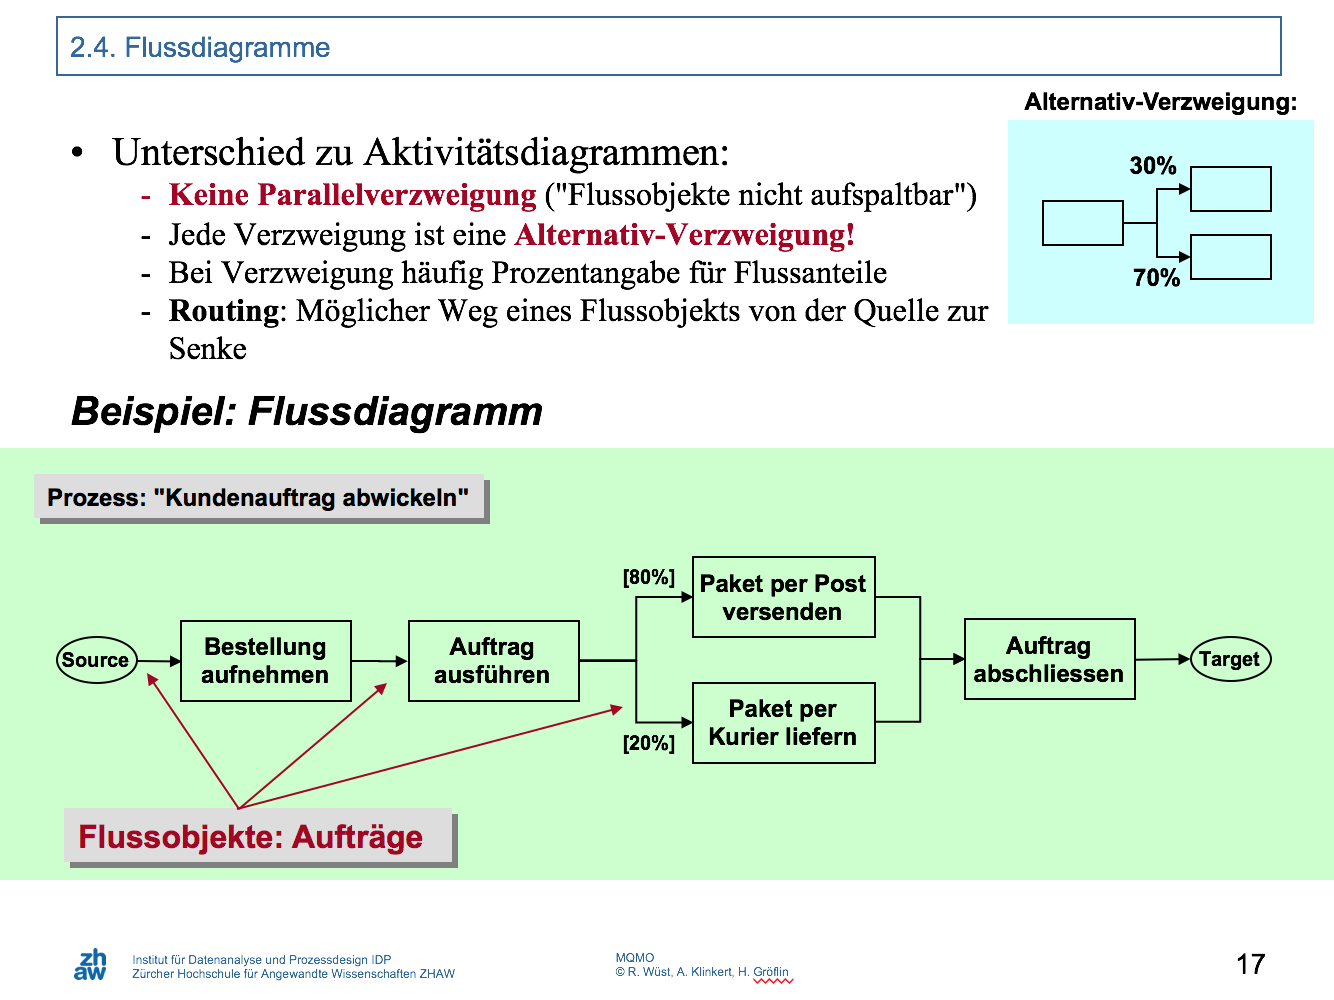 2.4. Flussdiagramme
Alternativ-Verzweigung:
30%
70%
• Unterschied zu Aktivitätsdiagrammen:
- Keine Parallelverzweigung ("Flussobjekte nicht aufspaltbar")
- Jede Verzweigung ist eine Alternativ-Verzweigung!
- Bei Verzweigung häufig Prozentangabe für Flussanteile
- Routing: Möglicher Weg eines Flussobjekts von der Quelle zur
Senke
Beispiel: Flussdiagramm
Prozess: "Kundenauftrag abwickeln"
Source
Bestellung
aufnehmen
Auftrag
ausführen
[80%]
Paket per Post
versenden
[20%]
Paket per
Kurier liefern
Auftrag
abschliessen
Target
Flussobjekte: Aufträge
zh
aw
Institut für Datenanalyse und Prozessdesign IDP
Zürcher Hochschule für Angewandte Wissenschaften ZHAW
MQMO
© R. Wüst, A. Klinkert, H. Gröflin
17